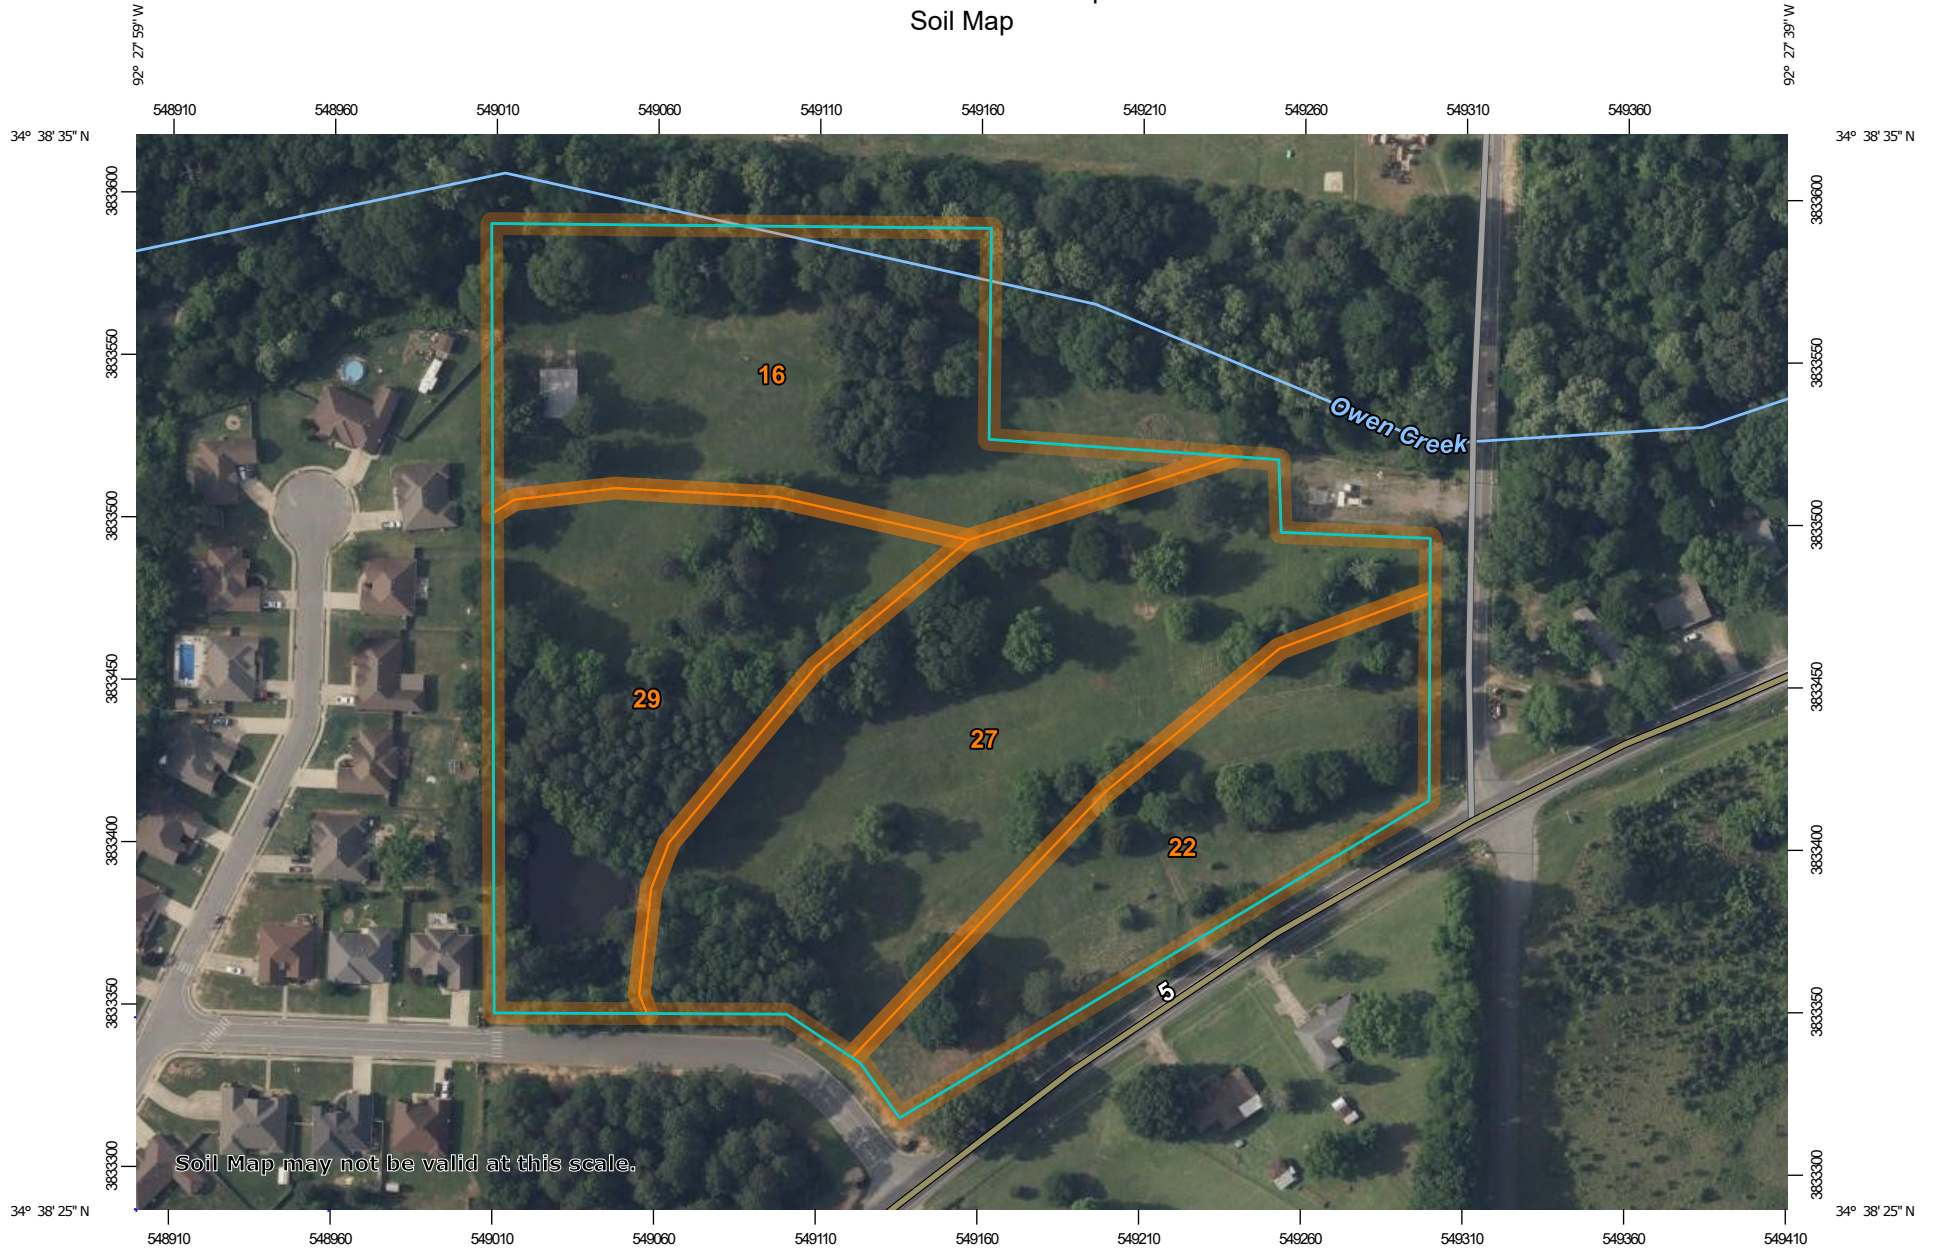 Soil Map
92° 27' 59'' W
92° 27' 39'' W
548910 548960 549010 549060 549110 549160 549210 549260 549310 549360
34° 38' 35'' N
34° 38' 35'' N
3833600
3833600
3833550
3833550
16
Owen Creek
3833500
3833500
29
3833450
3833450
27
22
3833400
3833400
5
3833350
3833350
3833300
3833300
Soil Map may not be valid at this scale.
34° 38' 25'' N
34° 38' 25'' N
548910 548960 549010 549060 549110 549160 549210 549260 549310 549360 549410